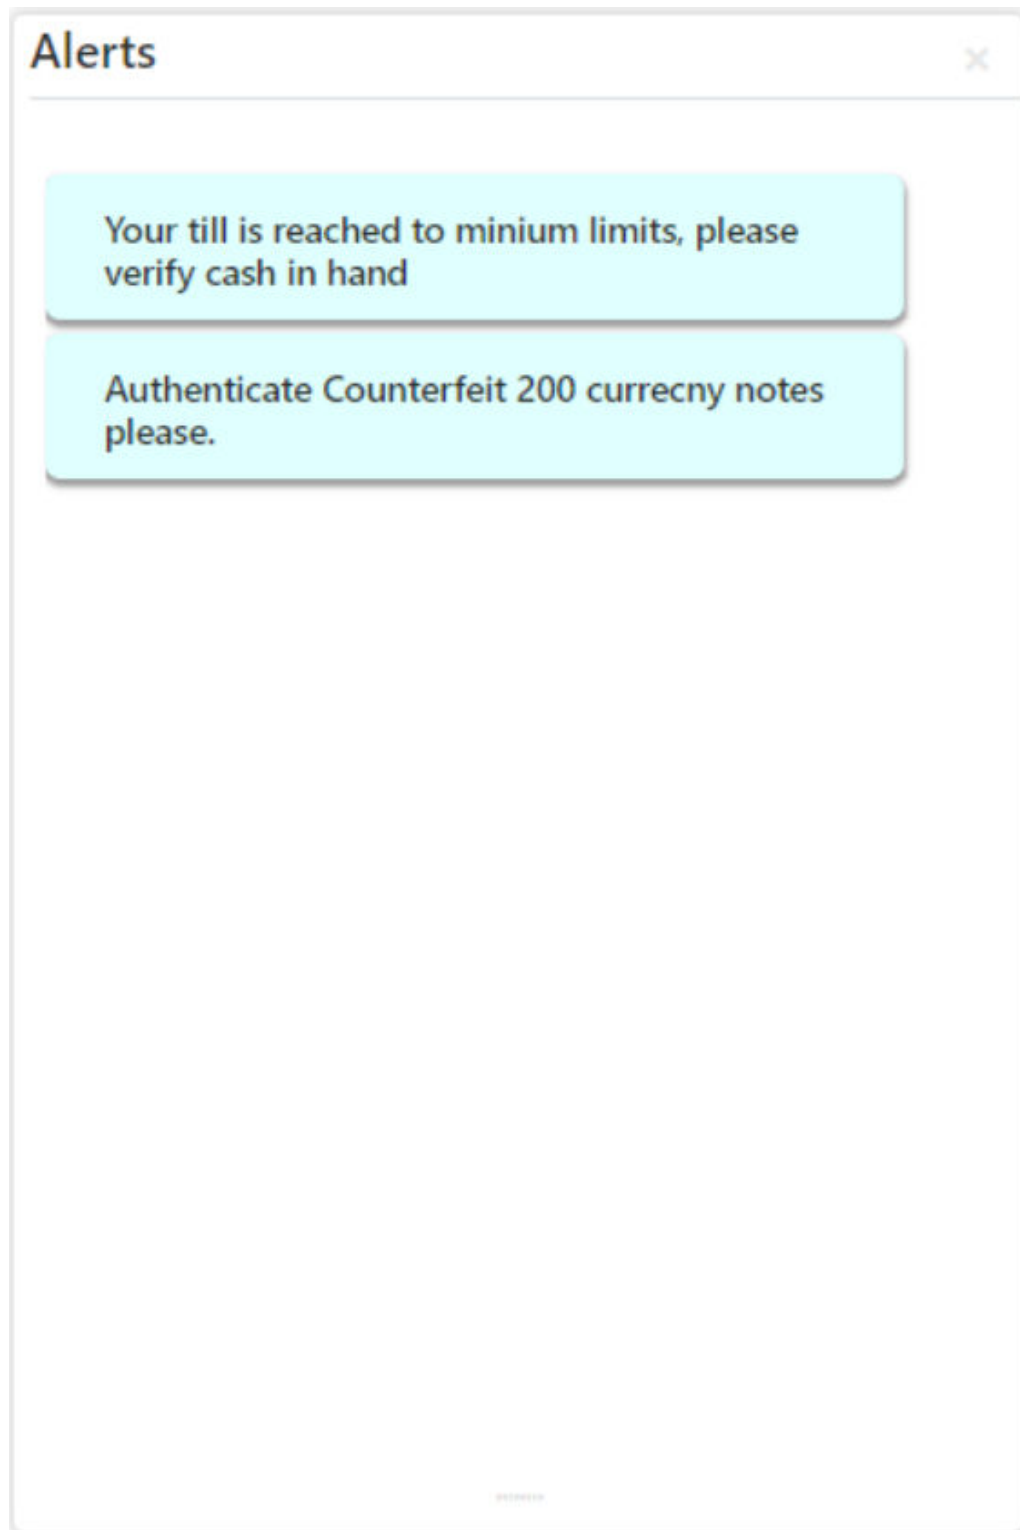 Alerts
Your till is reached to minium limits, please
verify cash in hand
Authenticate Counterfeit 200 currecny notes
please.